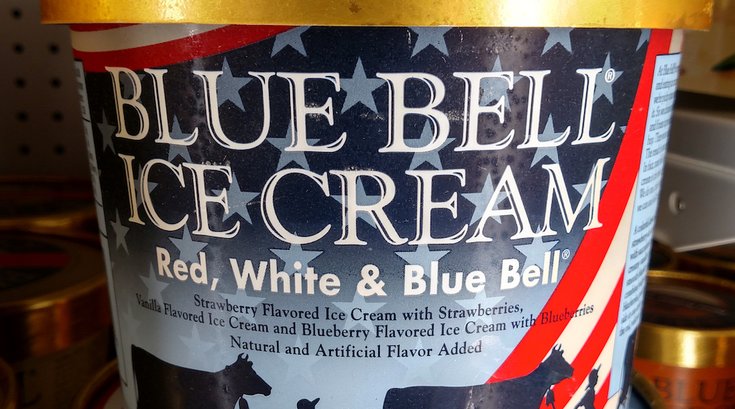 BLUE BELL®
ICE CREAM
Red, White & Blue Bell®
Strawberry Flavored Ice Cream with Strawberries,
Vanilla Flavored Ice Cream and Blueberry Flavored Ice Cream with Blueberries
Natural and Artificial Flavor Added
BLUE